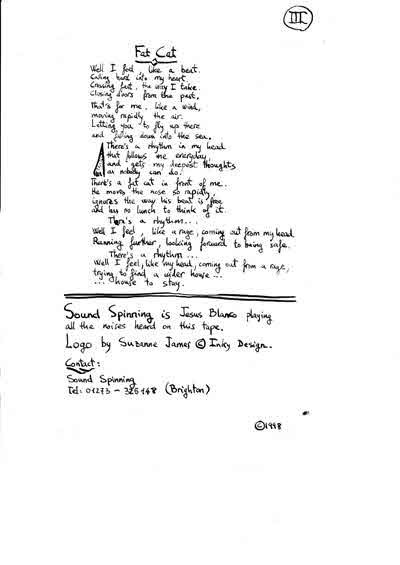 III
Fat Cat
Well I feel like a beat.
Caling hard into my heart.
Crossing fast, the way I take.
Closing doors from the past.
That's for me, like a wind,
moving rapidly the air.
Letting you to fly up there
and falling down into the sea.
There's a rhythm in my head
that follows me everyday,
and gets my deepest thoughts
as nobody can do.
There's a fat cat in front of me..
He moves the nose so rapidly,
ignores the way his beat is free
and has no lunch to think of it.
There's a rhythm...
Well I feel, like a rage, coming out from my head
Running further, looking forward to being safe.
There's a rhythm...
Well I feel, like my head, coming out from a rage,
trying to find a wider house...
... house to stay.
Sound Spinning is Jesus Blanco playing
all the noises heard on this tape.
Logo by Suzanne James © Inky Design.
Contact:
Sound Spinning
Tel: 01273 - 326148 (Brighton)
©1998